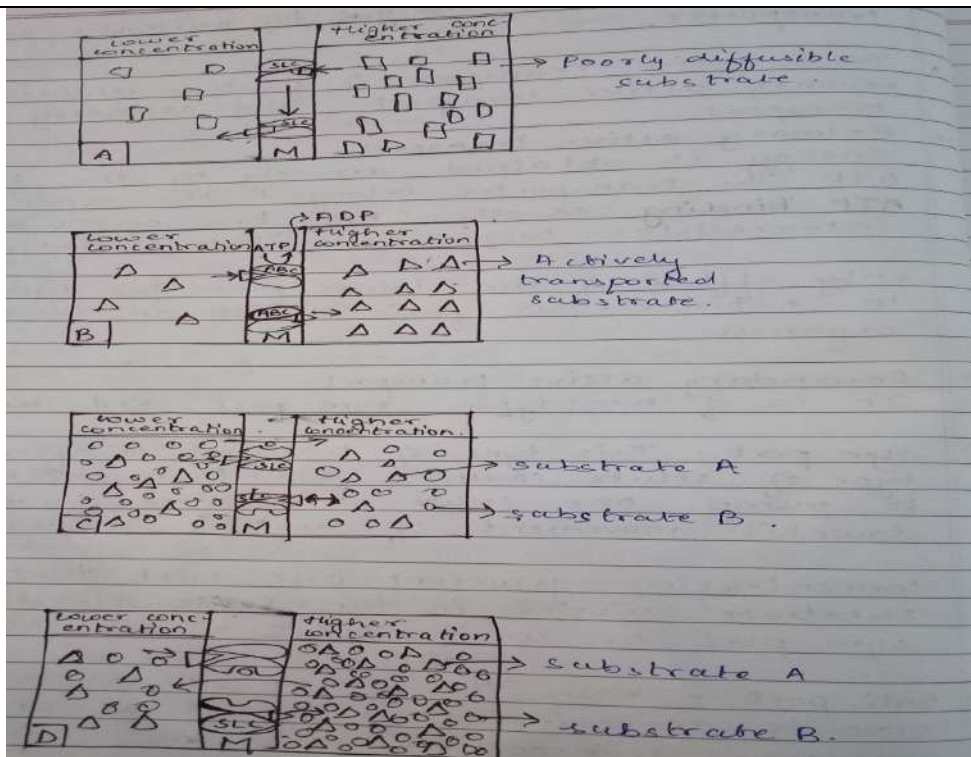 Lower
concentration
Higher conc-
entration
SLC
SLC
M
A
Poorly diffusible
substrate.
ADP
Lower
concentration
ATP
Higher
concentration
ABC
ABC
M
B
Actively
transported
substrate.
Lower
concentration
Higher
concentration.
SLC
SLC
M
C
substrate A
substrate B.
Lower conc-
entration
Higher
concentration
SLC
M
D
substrate A
substrate B.